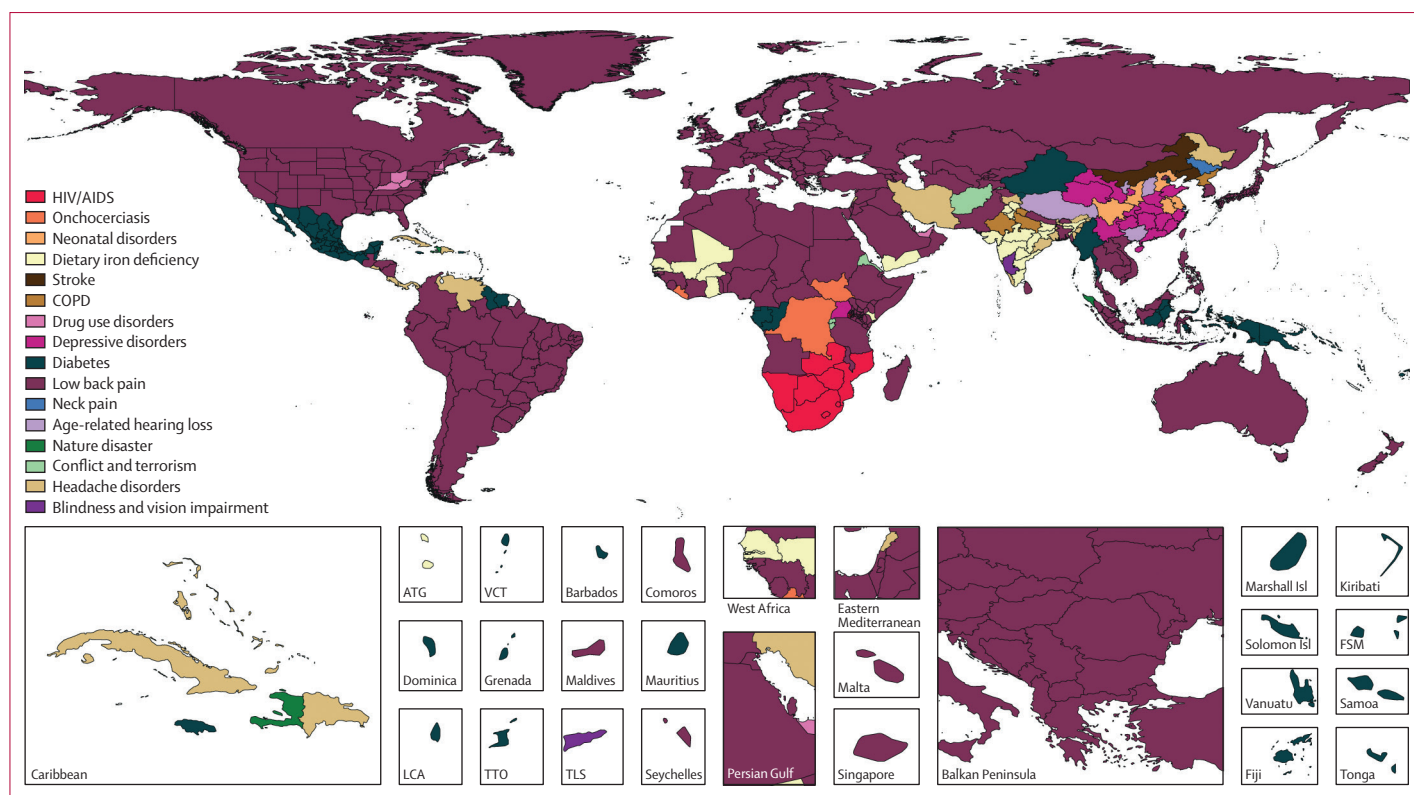 HIV/AIDS
Onchocerciasis
Neonatal disorders
Dietary iron deficiency
Stroke
COPD
Drug use disorders
Depressive disorders
Diabetes
Low back pain
Neck pain
Age-related hearing loss
Nature disaster
Conflict and terrorism
Headache disorders
Blindness and vision impairment
Caribbean
ATG
VCT
Barbados
Comoros
Dominica
Grenada
Maldives
Mauritius
LCA
TTO
TLS
Seychelles
West Africa
Eastern
Mediterranean
Persian Gulf
Malta
Singapore
Balkan Peninsula
Marshall Isl
Kiribati
Solomon Isl
FSM
Vanuatu
Samoa
Fiji
Tonga